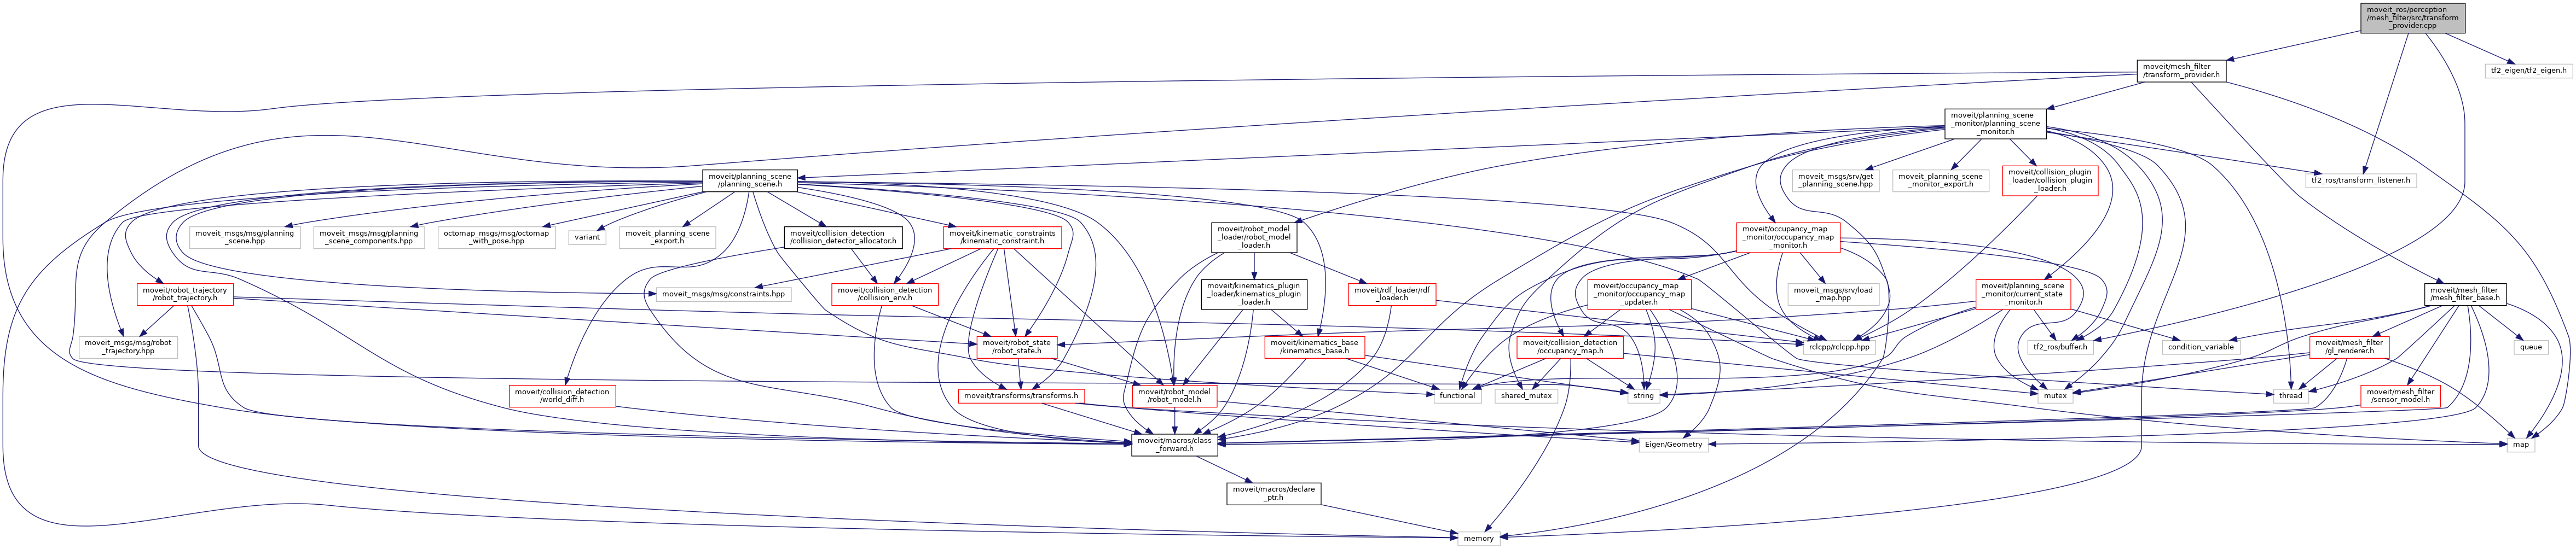 moveit_ros/perception
/mesh_filter/src/transform
_provider.cpp
moveit/mesh_filter
/transform_provider.h
tf2_eigen/tf2_eigen.h
moveit/planning_scene
_monitor/planning_scene
_monitor.h
moveit/planning_scene
/planning_scene.h
moveit_msgs/srv/get
_planning_scene.hpp
moveit_planning_scene
_monitor_export.h
moveit/collision_plugin
_loader/collision_plugin
_loader.h
tf2_ros/transform_listener.h
moveit_msgs/msg/planning
_scene.hpp
moveit_msgs/msg/planning
_scene_components.hpp
octomap_msgs/msg/octomap
_with_pose.hpp
variant
moveit_planning_scene
_export.h
moveit/collision_detection
/collision_detector_allocator.h
moveit/kinematic_constraints
/kinematic_constraint.h
moveit/robot_model
_loader/robot_model
_loader.h
moveit/occupancy_map
_monitor/occupancy_map
_monitor.h
moveit/robot_trajectory
/robot_trajectory.h
moveit_msgs/msg/constraints.hpp
moveit/collision_detection
/collision_env.h
moveit/kinematics_plugin
_loader/kinematics_plugin
_loader.h
moveit/rdf_loader/rdf
_loader.h
moveit/occupancy_map
_monitor/occupancy_map
_updater.h
moveit_msgs/srv/load
_map.hpp
moveit/planning_scene
_monitor/current_state
_monitor.h
moveit/mesh_filter
/mesh_filter_base.h
moveit_msgs/msg/robot
_trajectory.hpp
moveit/robot_state
/robot_state.h
moveit/kinematics_base
/kinematics_base.h
moveit/collision_detection
/occupancy_map.h
rclcpp/rclcpp.hpp
tf2_ros/buffer.h
condition_variable
moveit/mesh_filter
/gl_renderer.h
queue
moveit/collision_detection
/world_diff.h
moveit/transforms/transforms.h
moveit/robot_model
/robot_model.h
functional
shared_mutex
string
mutex
thread
moveit/mesh_filter
/sensor_model.h
moveit/macros/class
_forward.h
Eigen/Geometry
map
moveit/macros/declare
_ptr.h
memory